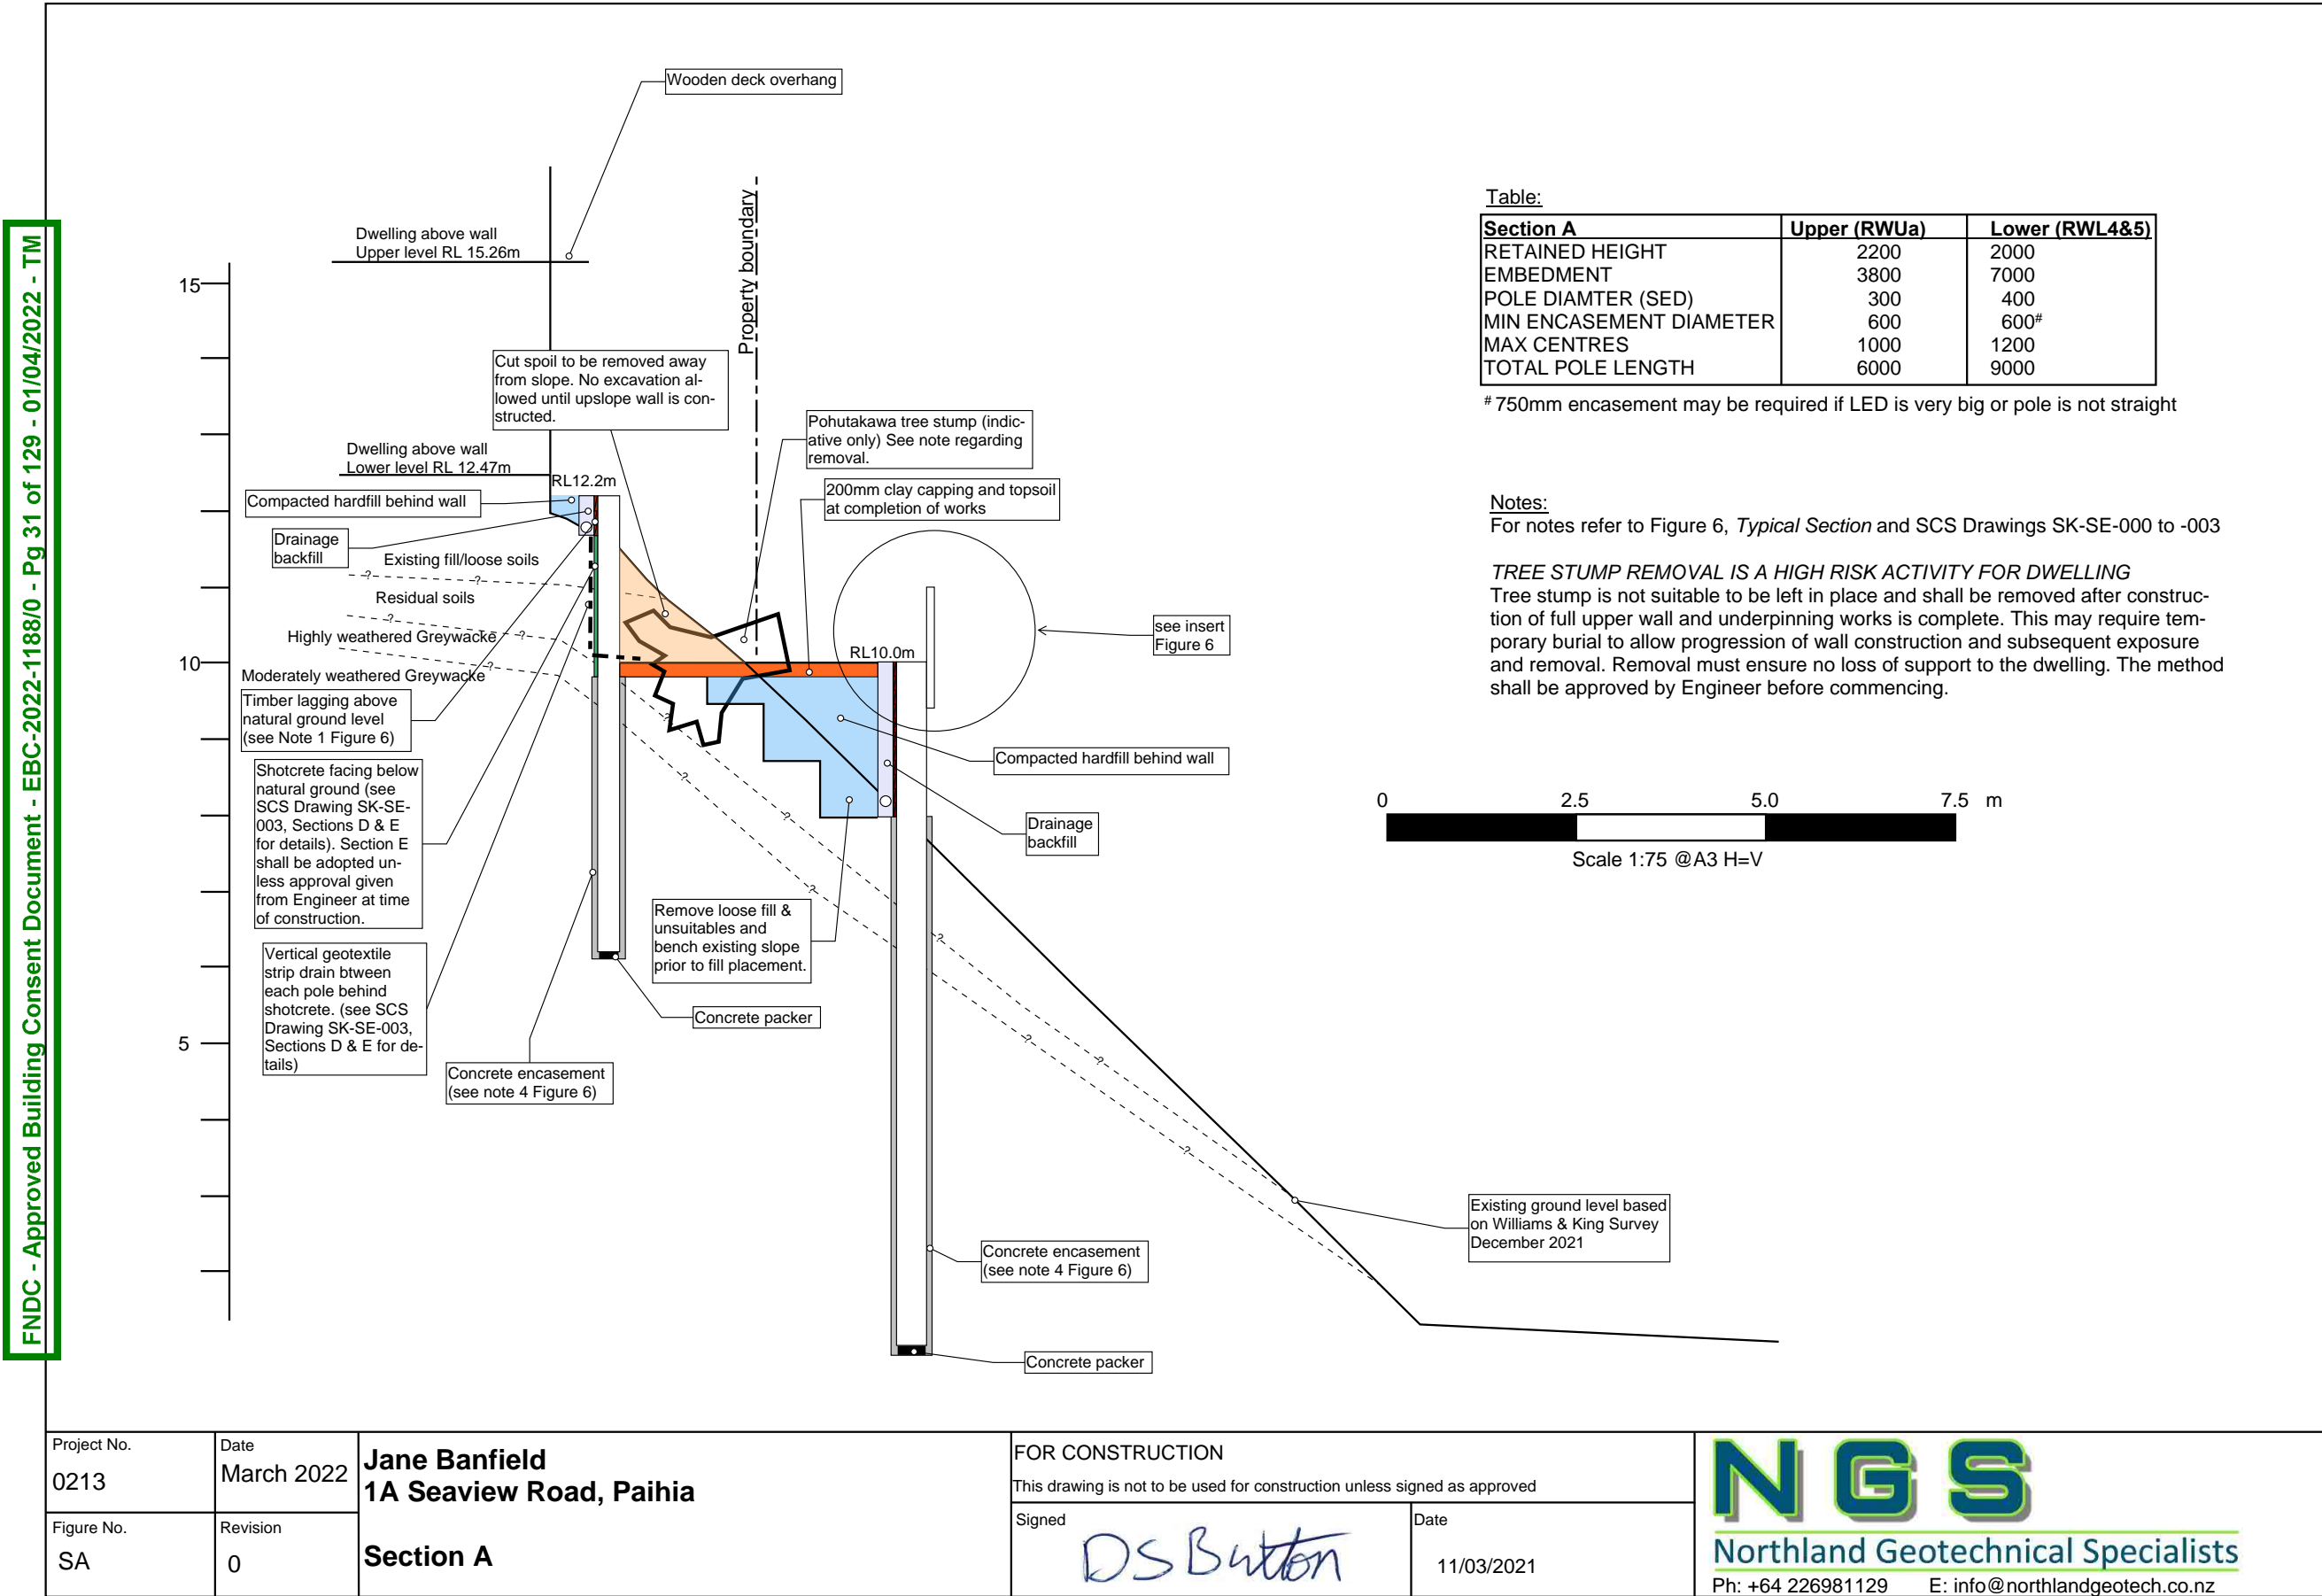 FNDC - Approved Building Consent Document - EBC-2022-1188/0 - Pg 31 of 129 - 01/04/2022 - TM
Wooden deck overhang
Dwelling above wall
Upper level RL 15.26m
Property boundary
15
Cut spoil to be removed away
from slope. No excavation al-
lowed until upslope wall is con-
structed.
Pohutakawa tree stump (indic-
ative only) See note regarding
removal.
Dwelling above wall
Lower level RL 12.47m
RL12.2m
200mm clay capping and topsoil
at completion of works
Compacted hardfill behind wall
Drainage
backfill
Existing fill/loose soils
?
?
Residual soils
?
?
Highly weathered Greywacke
?
?
Moderately weathered Greywacke
10
RL10.0m
see insert
Figure 6
Timber lagging above
natural ground level
(see Note 1 Figure 6)
?
?
?
?
?
?
?
?
?
Compacted hardfill behind wall
Shotcrete facing below
natural ground (see
SCS Drawing SK-SE-
003, Sections D & E
for details). Section E
shall be adopted un-
less approval given
from Engineer at time
of construction.
Drainage
backfill
Remove loose fill &
unsuitables and
bench existing slope
prior to fill placement.
Vertical geotextile
strip drain btween
each pole behind
shotcrete. (see SCS
Drawing SK-SE-003,
Sections D & E for de-
tails)
Concrete packer
5
Concrete encasement
(see note 4 Figure 6)
Existing ground level based
on Williams & King Survey
December 2021
Concrete encasement
(see note 4 Figure 6)
Concrete packer
Table:
Section A Upper (RWUa) Lower (RWL4&5)
RETAINED HEIGHT 2200 2000
EMBEDMENT 3800 7000
POLE DIAMTER (SED) 300 400
MIN ENCASEMENT DIAMETER 600 600#
MAX CENTRES 1000 1200
TOTAL POLE LENGTH 6000 9000
# 750mm encasement may be required if LED is very big or pole is not straight
Notes:
For notes refer to Figure 6, Typical Section and SCS Drawings SK-SE-000 to -003
TREE STUMP REMOVAL IS A HIGH RISK ACTIVITY FOR DWELLING
Tree stump is not suitable to be left in place and shall be removed after construc-
tion of full upper wall and underpinning works is complete. This may require tem-
porary burial to allow progression of wall construction and subsequent exposure
and removal. Removal must ensure no loss of support to the dwelling. The method
shall be approved by Engineer before commencing.
0 2.5 5.0 7.5 m
Scale 1:75 @A3 H=V
Project No.
0213
Date
March 2022
Figure No.
SA
Revision
0
Jane Banfield
1A Seaview Road, Paihia
Section A
FOR CONSTRUCTION
This drawing is not to be used for construction unless signed as approved
Signed
DS Button
Date
11/03/2021
NGS
Northland Geotechnical Specialists
Ph: +64 226981129 E: info@northlandgeotech.co.nz